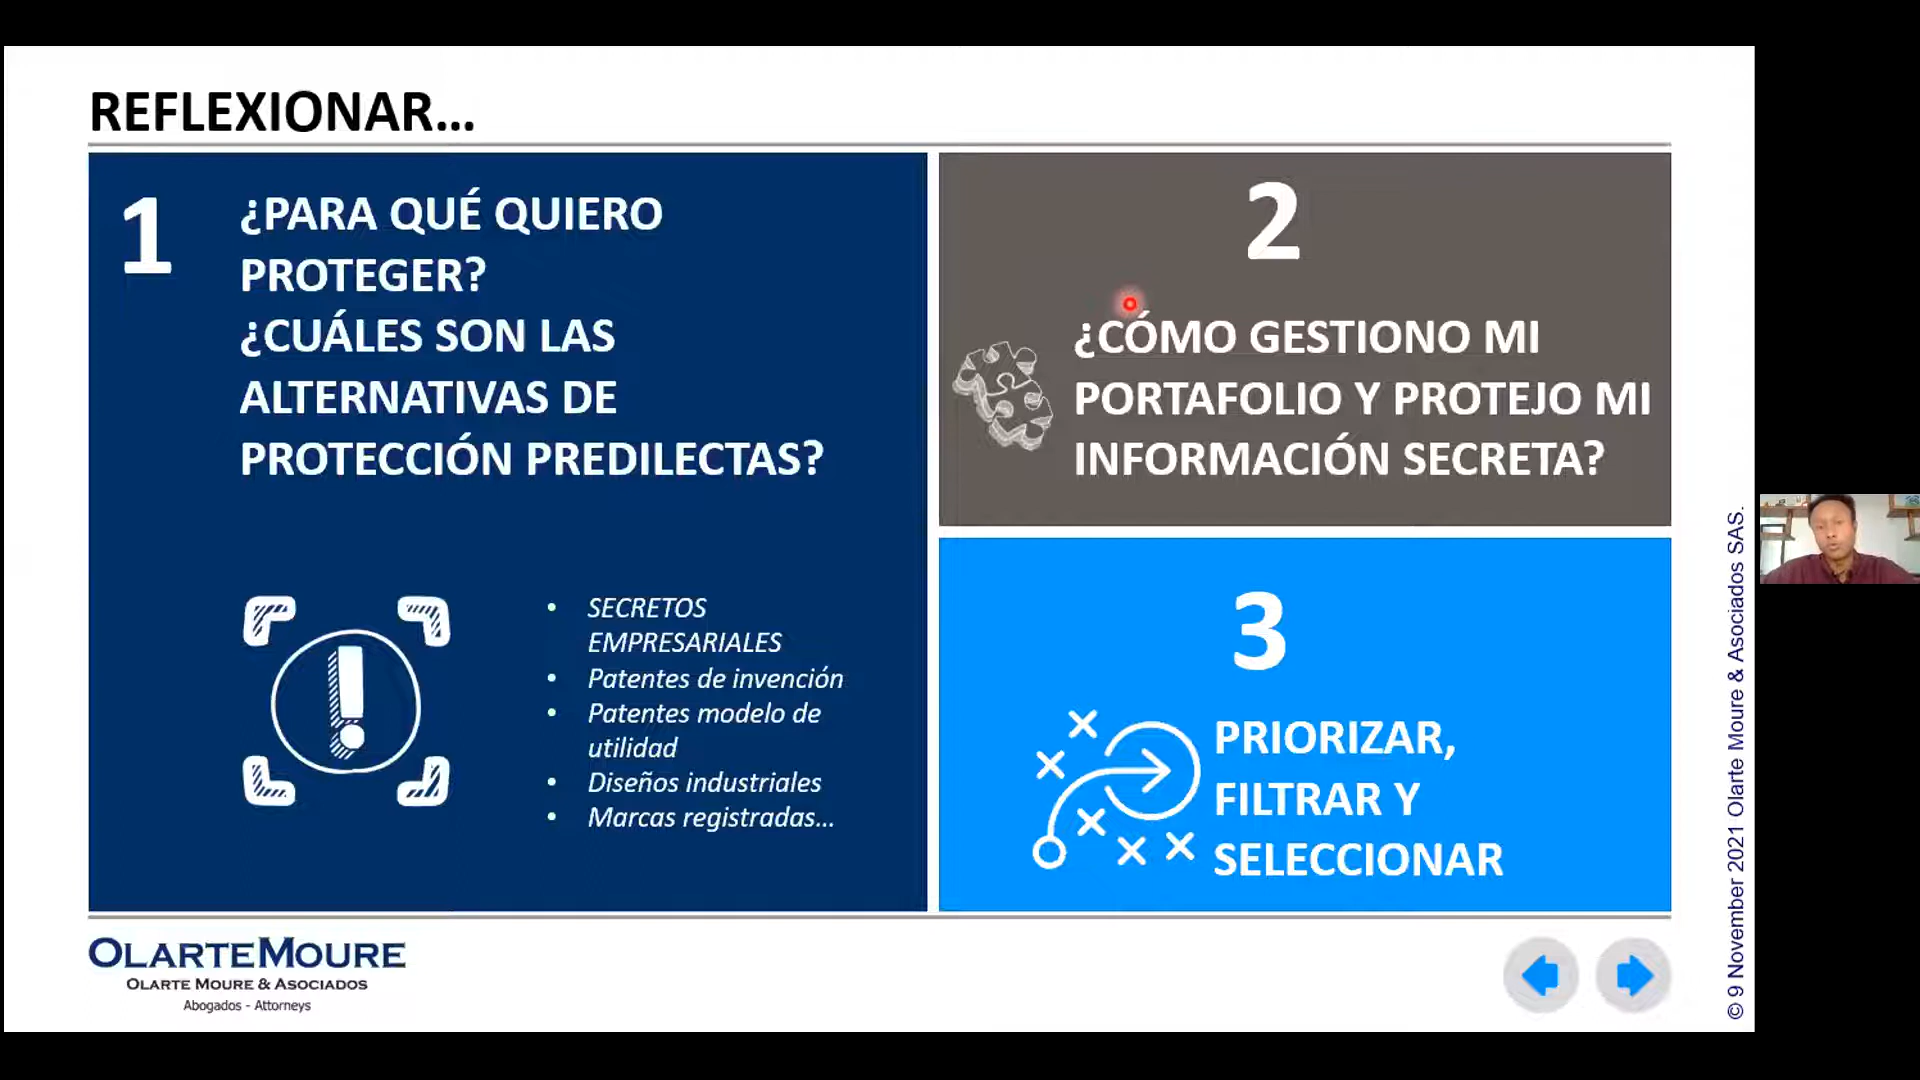 REFLEXIONAR...
1
¿PARA QUÉ QUIERO
PROTEGER?
¿CUÁLES SON LAS
ALTERNATIVAS DE
PROTECCIÓN PREDILECTAS?
• SECRETOS
EMPRESARIALES
• Patentes de invención
• Patentes modelo de
utilidad
• Diseños industriales
• Marcas registradas...
2
¿CÓMO GESTIONO MI
PORTAFOLIO Y PROTEJO MI
INFORMACIÓN SECRETA?
3
PRIORIZAR,
FILTRAR Y
SELECCIONAR
OLARTEMOURE
OLARTE MOURE & ASOCIADOS
Abogados - Attorneys
© 9 November 2021 Olarte Moure & Asociados SAS.